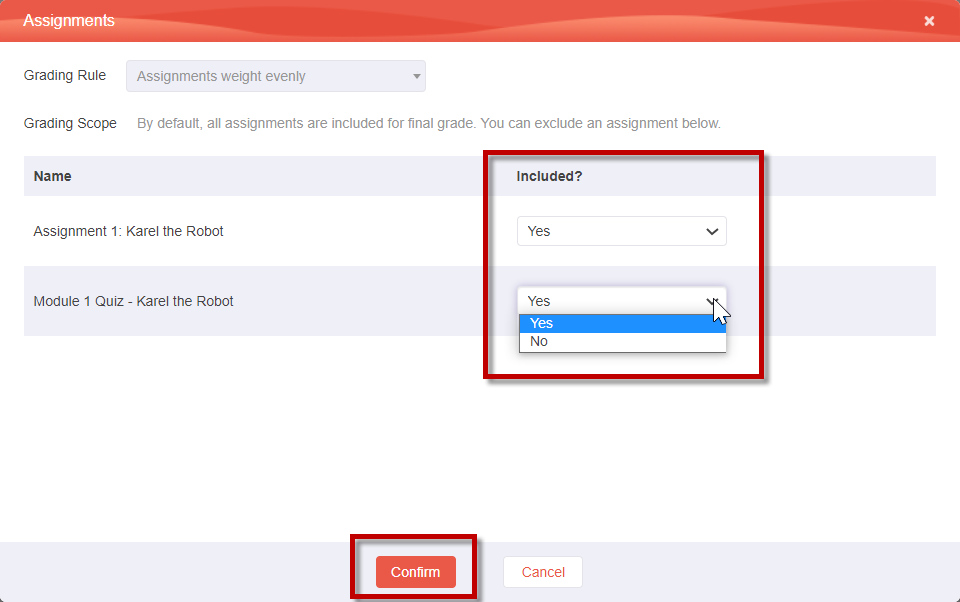 Assignments
Grading Rule Assignments weight evenly
Grading Scope By default, all assignments are included for final grade. You can exclude an assignment below.
Name Included?
Assignment 1: Karel the Robot Yes
Module 1 Quiz - Karel the Robot Yes
Yes
No
Confirm Cancel